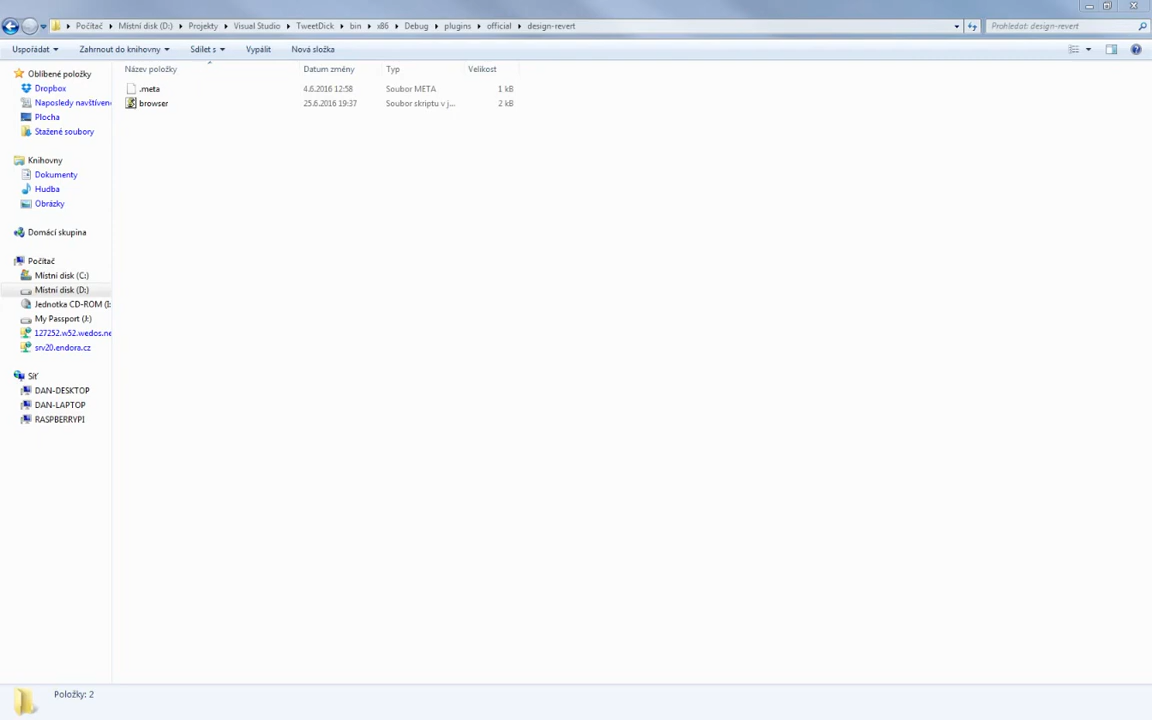 Počítač Místní disk (D:) Projekty Visual Studio TweetDick bin x86 Debug plugins official design-revert Prohledat: design-revert
Uspořádat Zahrnout do knihovny Sdílet s Vypálit Nová složka
Název položky Datum změny Typ Velikost
.meta 4.6.2016 12:58 Soubor META 1 kB
browser 25.6.2016 19:37 Soubor skriptu v j... 2 kB
Oblíbené položky
Dropbox
Naposledy navštíven
Plocha
Stažené soubory
Knihovny
Dokumenty
Hudba
Obrázky
Domácí skupina
Počítač
Místní disk (C:)
Místní disk (D:)
Jednotka CD-ROM (I:
My Passport (J:)
127252.w52.wedos.ne
srv20.endora.cz
Síť
DAN-DESKTOP
DAN-LAPTOP
RASPBERRYPI
Položky: 2